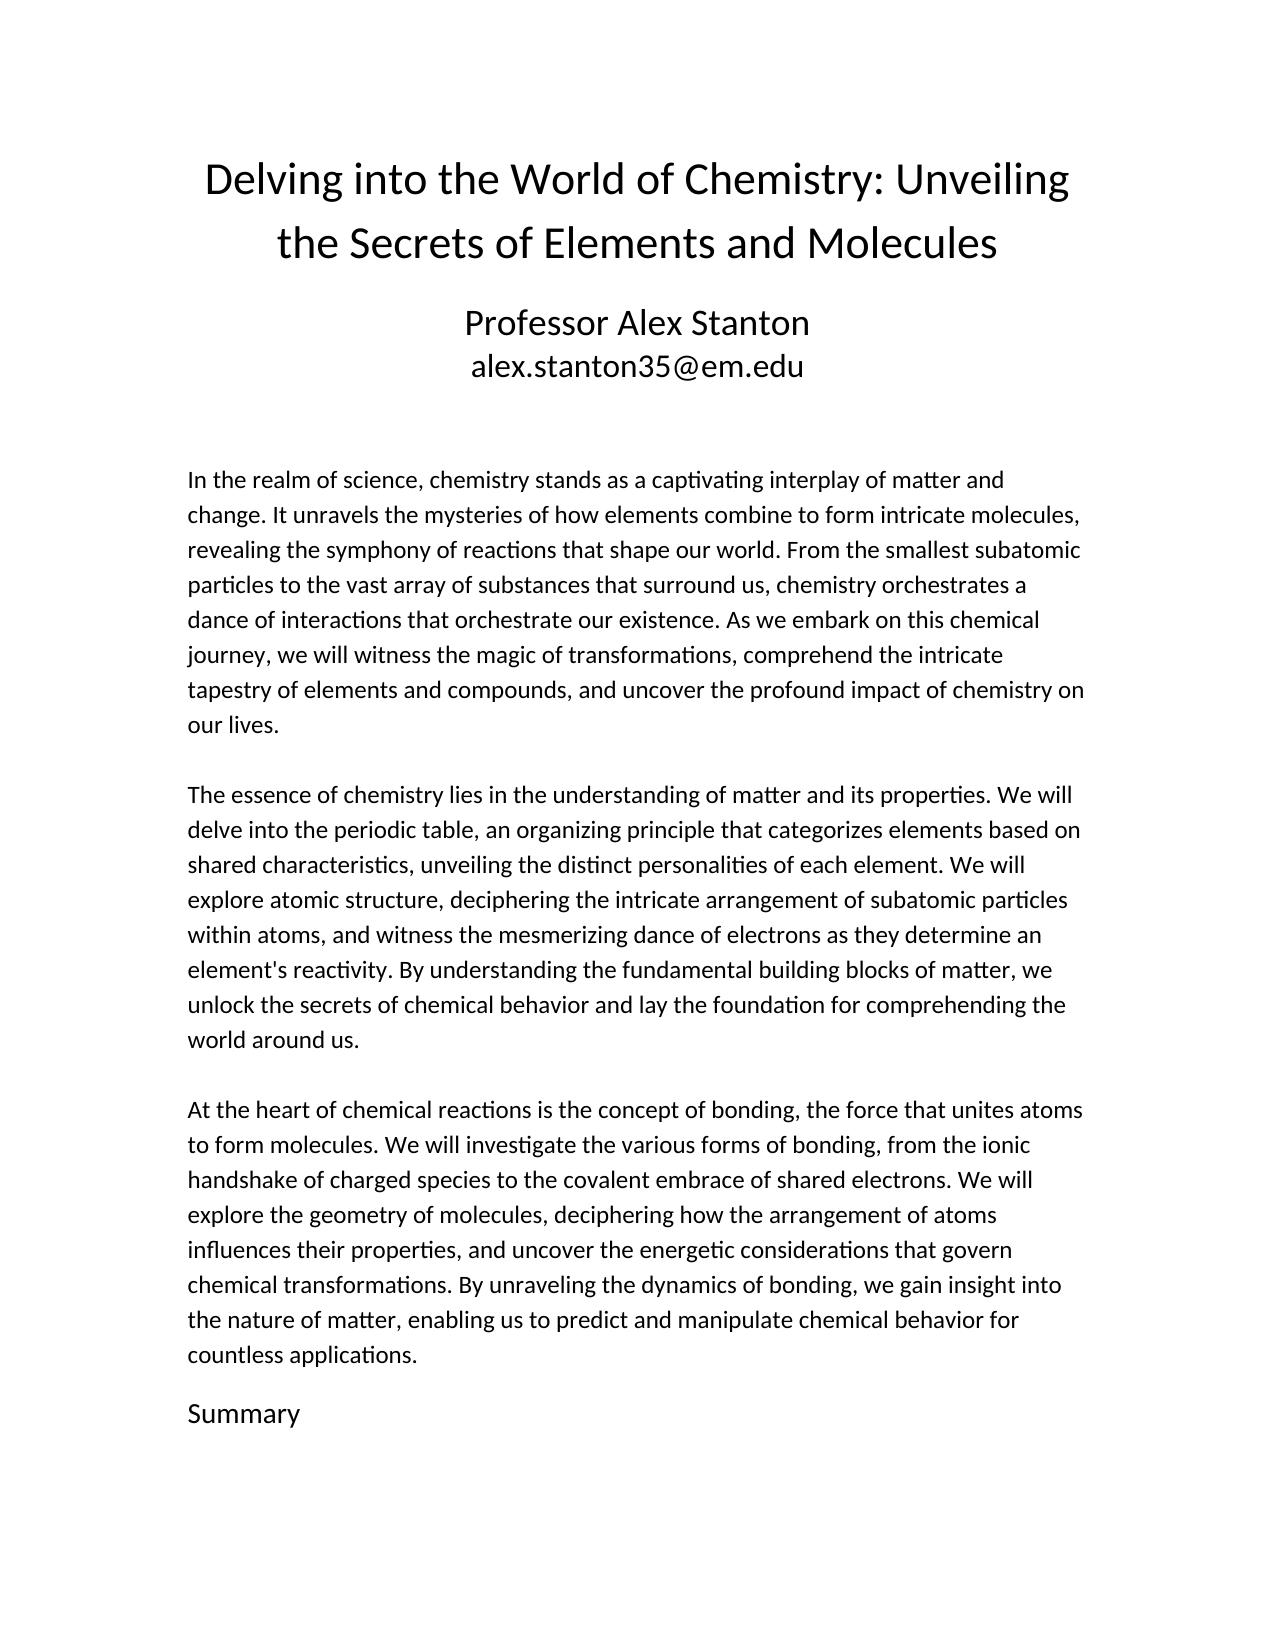 Delving into the World of Chemistry: Unveiling
the Secrets of Elements and Molecules
Professor Alex Stanton
alex.stanton35@em.edu
In the realm of science, chemistry stands as a captivating interplay of matter and
change. It unravels the mysteries of how elements combine to form intricate molecules,
revealing the symphony of reactions that shape our world. From the smallest subatomic
particles to the vast array of substances that surround us, chemistry orchestrates a
dance of interactions that orchestrate our existence. As we embark on this chemical
journey, we will witness the magic of transformations, comprehend the intricate
tapestry of elements and compounds, and uncover the profound impact of chemistry on
our lives.
The essence of chemistry lies in the understanding of matter and its properties. We will
delve into the periodic table, an organizing principle that categorizes elements based on
shared characteristics, unveiling the distinct personalities of each element. We will
explore atomic structure, deciphering the intricate arrangement of subatomic particles
within atoms, and witness the mesmerizing dance of electrons as they determine an
element's reactivity. By understanding the fundamental building blocks of matter, we
unlock the secrets of chemical behavior and lay the foundation for comprehending the
world around us.
At the heart of chemical reactions is the concept of bonding, the force that unites atoms
to form molecules. We will investigate the various forms of bonding, from the ionic
handshake of charged species to the covalent embrace of shared electrons. We will
explore the geometry of molecules, deciphering how the arrangement of atoms
influences their properties, and uncover the energetic considerations that govern
chemical transformations. By unraveling the dynamics of bonding, we gain insight into
the nature of matter, enabling us to predict and manipulate chemical behavior for
countless applications.
Summary